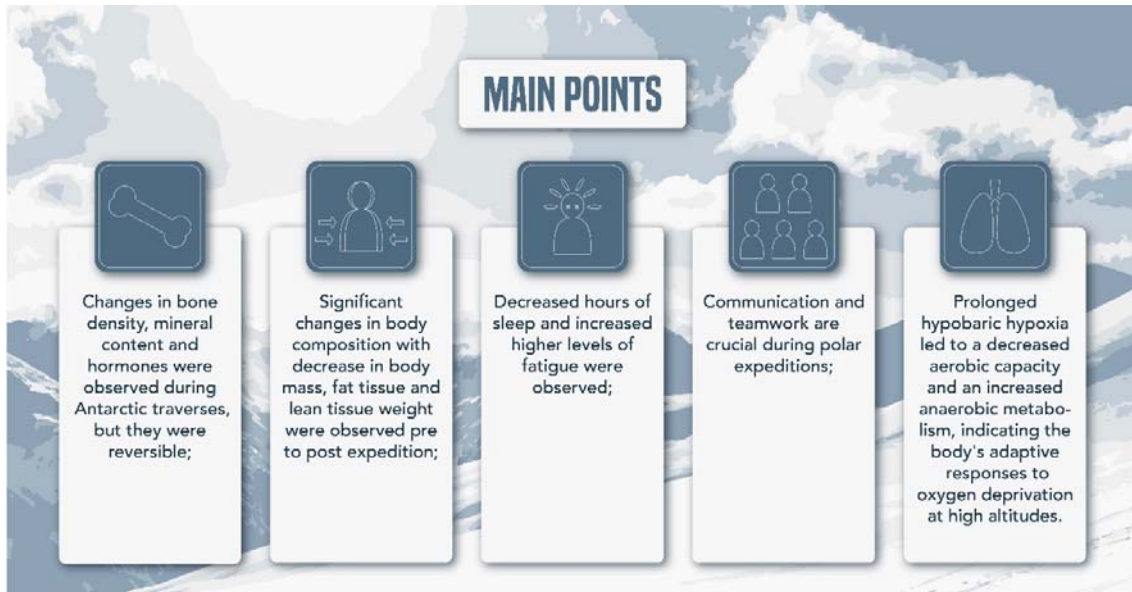 MAIN POINTS
Changes in bone
density, mineral
content and
hormones were
observed during
Antarctic traverses,
but they were
reversible;
Significant
changes in body
composition with
decrease in body
mass, fat tissue and
lean tissue weight
were observed pre
to post expedition;
Decreased hours of
sleep and increased
higher levels of
fatigue were
observed;
Communication and
teamwork are
crucial during polar
expeditions;
Prolonged
hypobaric hypoxia
led to a decreased
aerobic capacity
and an increased
anaerobic metabo-
lism, indicating the
body's adaptive
responses to
oxygen deprivation
at high altitudes.